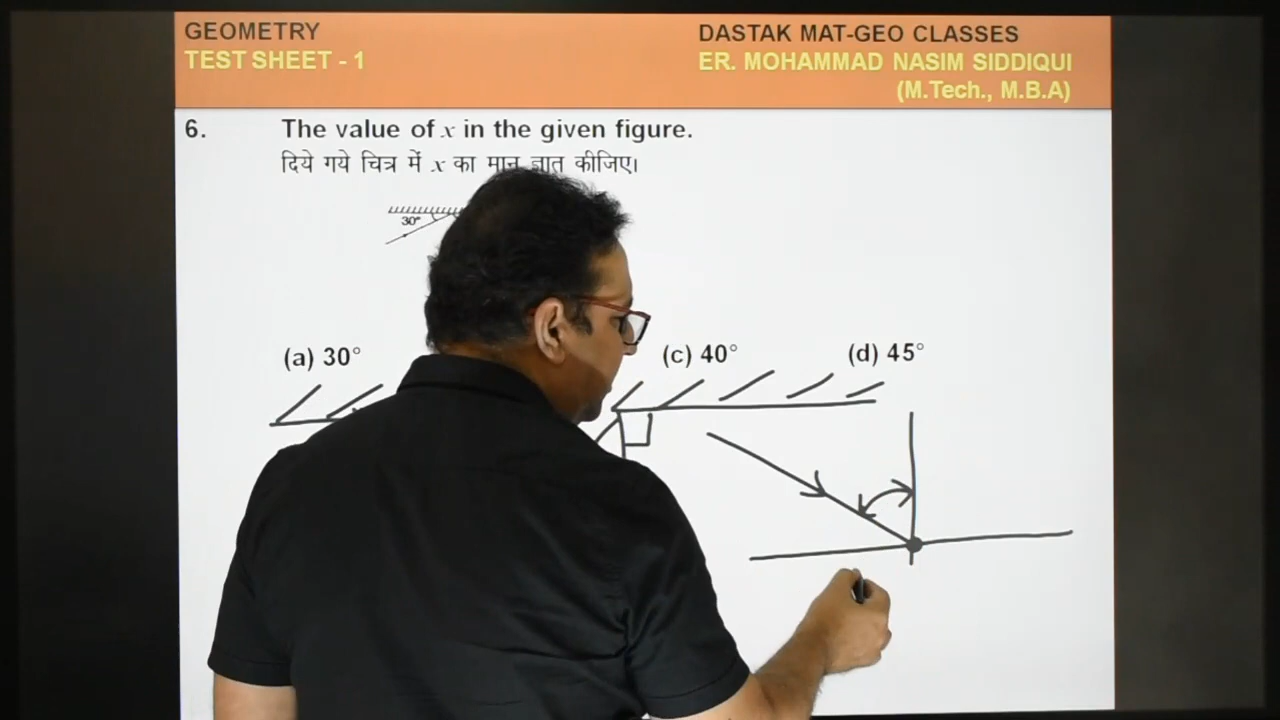 GEOMETRY
TEST SHEET - 1
DASTAK MAT-GEO CLASSES
ER. MOHAMMAD NASIM SIDDIQUI
(M.Tech., M.B.A)
6. The value of x in the given figure.
दिये गये चित्र में x का मान ज्ञात कीजिए।
30°
(a) 30° (c) 40° (d) 45°